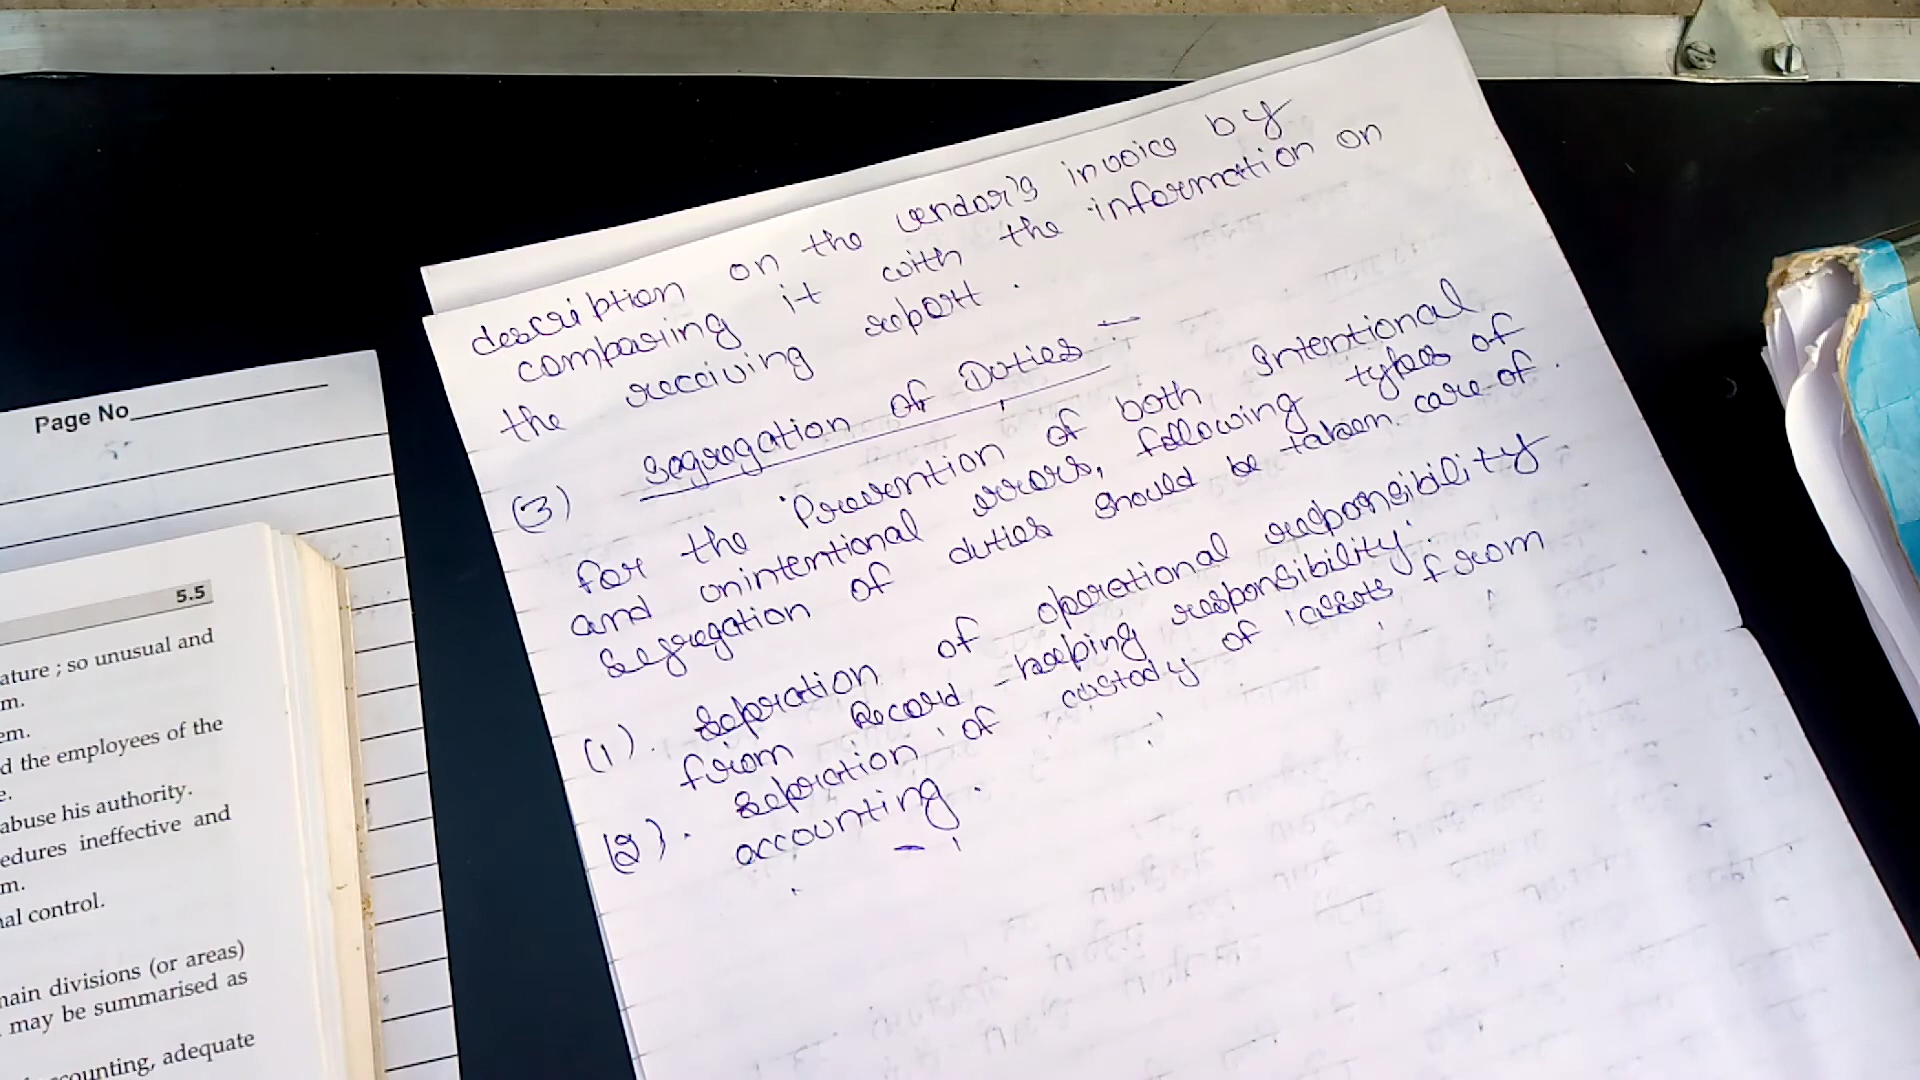 description on the vendor's invoice by
comparing it with the information on
the receiving report.
(3) Segregation of Duties :-
for the Prevention of both Intentional
and unintentional errors, following types of
segregation of duties should be taken care of.
(1). Sepration of operational responsibility
from Record-keeping responsibility.
(2). Sepration of custody of assets from
accounting.
Page No
5.5
ature ; so unusual and
m.
em.
d the employees of the
e.
abuse his authority.
edures ineffective and
m.
nal control.
main divisions (or areas)
may be summarised as
counting, adequate